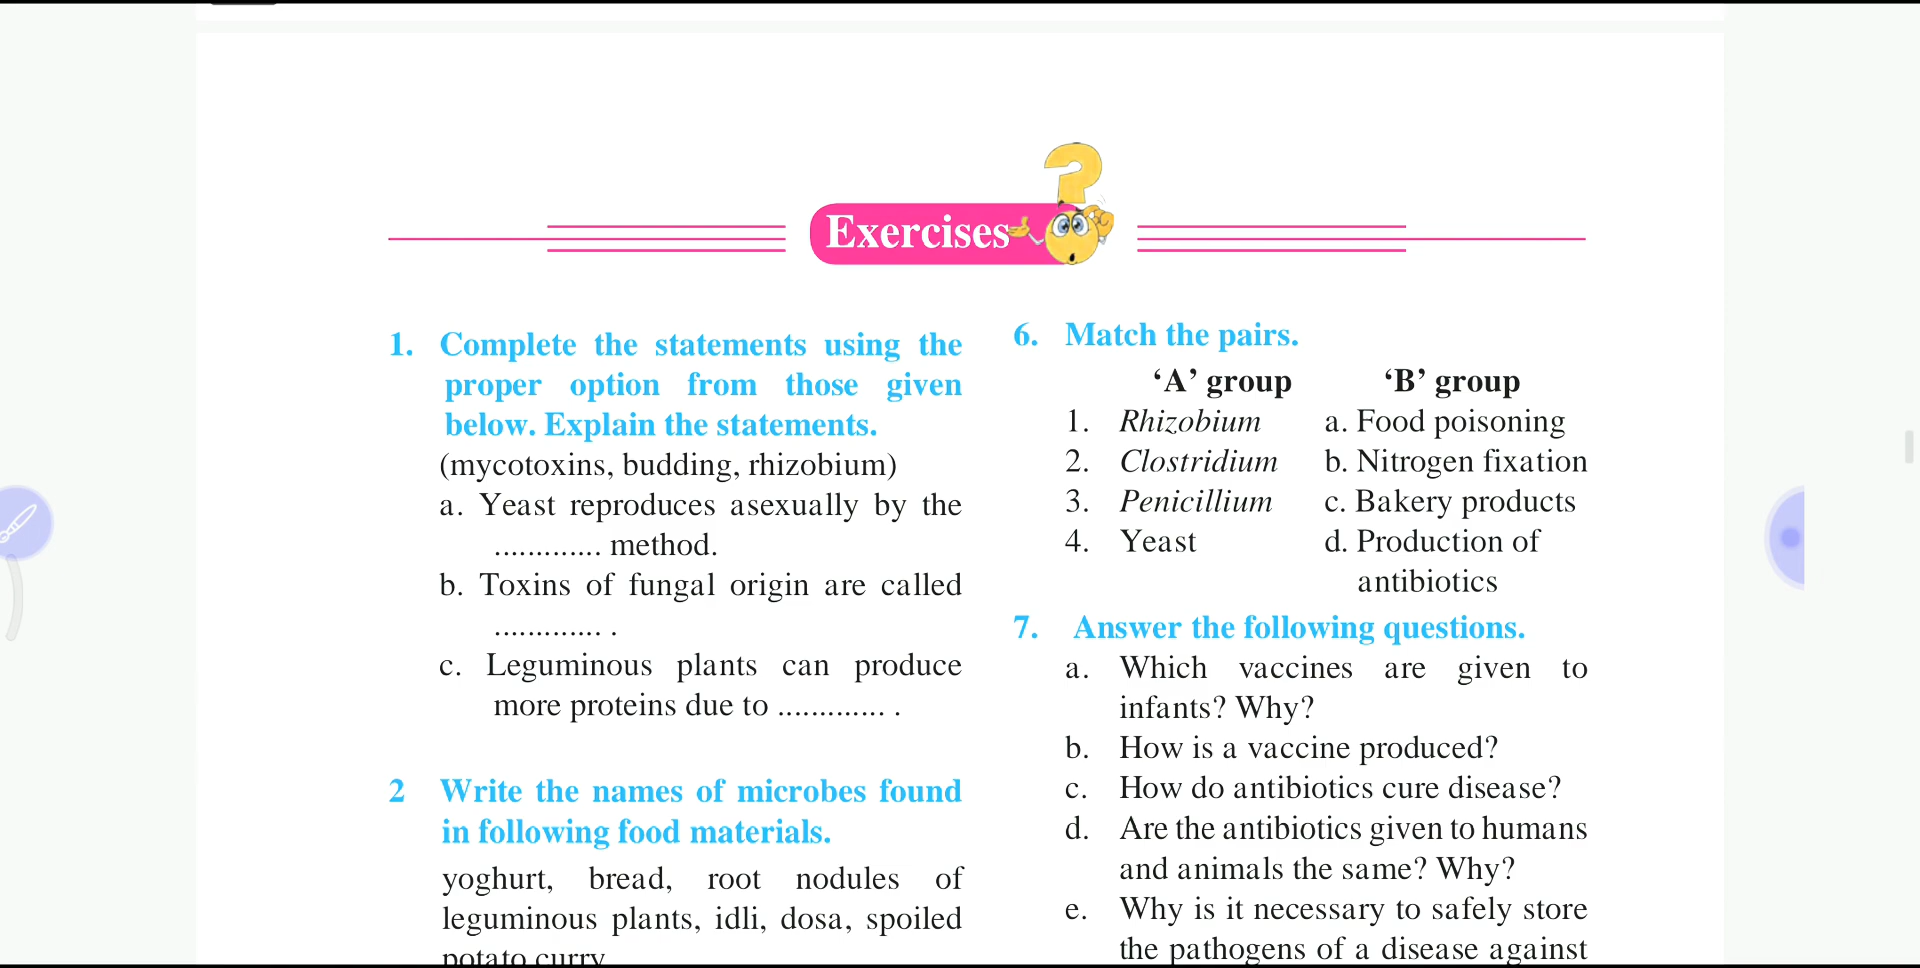 Exercises
1. Complete the statements using the
proper option from those given
below. Explain the statements.
(mycotoxins, budding, rhizobium)
a. Yeast reproduces asexually by the
............. method.
b. Toxins of fungal origin are called
............. .
c. Leguminous plants can produce
more proteins due to ............. .
2 Write the names of microbes found
in following food materials.
yoghurt, bread, root nodules of
leguminous plants, idli, dosa, spoiled
potato curry
6. Match the pairs.
‘A’ group ‘B’ group
1. Rhizobium a. Food poisoning
2. Clostridium b. Nitrogen fixation
3. Penicillium c. Bakery products
4. Yeast d. Production of
antibiotics
7. Answer the following questions.
a. Which vaccines are given to
infants? Why?
b. How is a vaccine produced?
c. How do antibiotics cure disease?
d. Are the antibiotics given to humans
and animals the same? Why?
e. Why is it necessary to safely store
the pathogens of a disease against